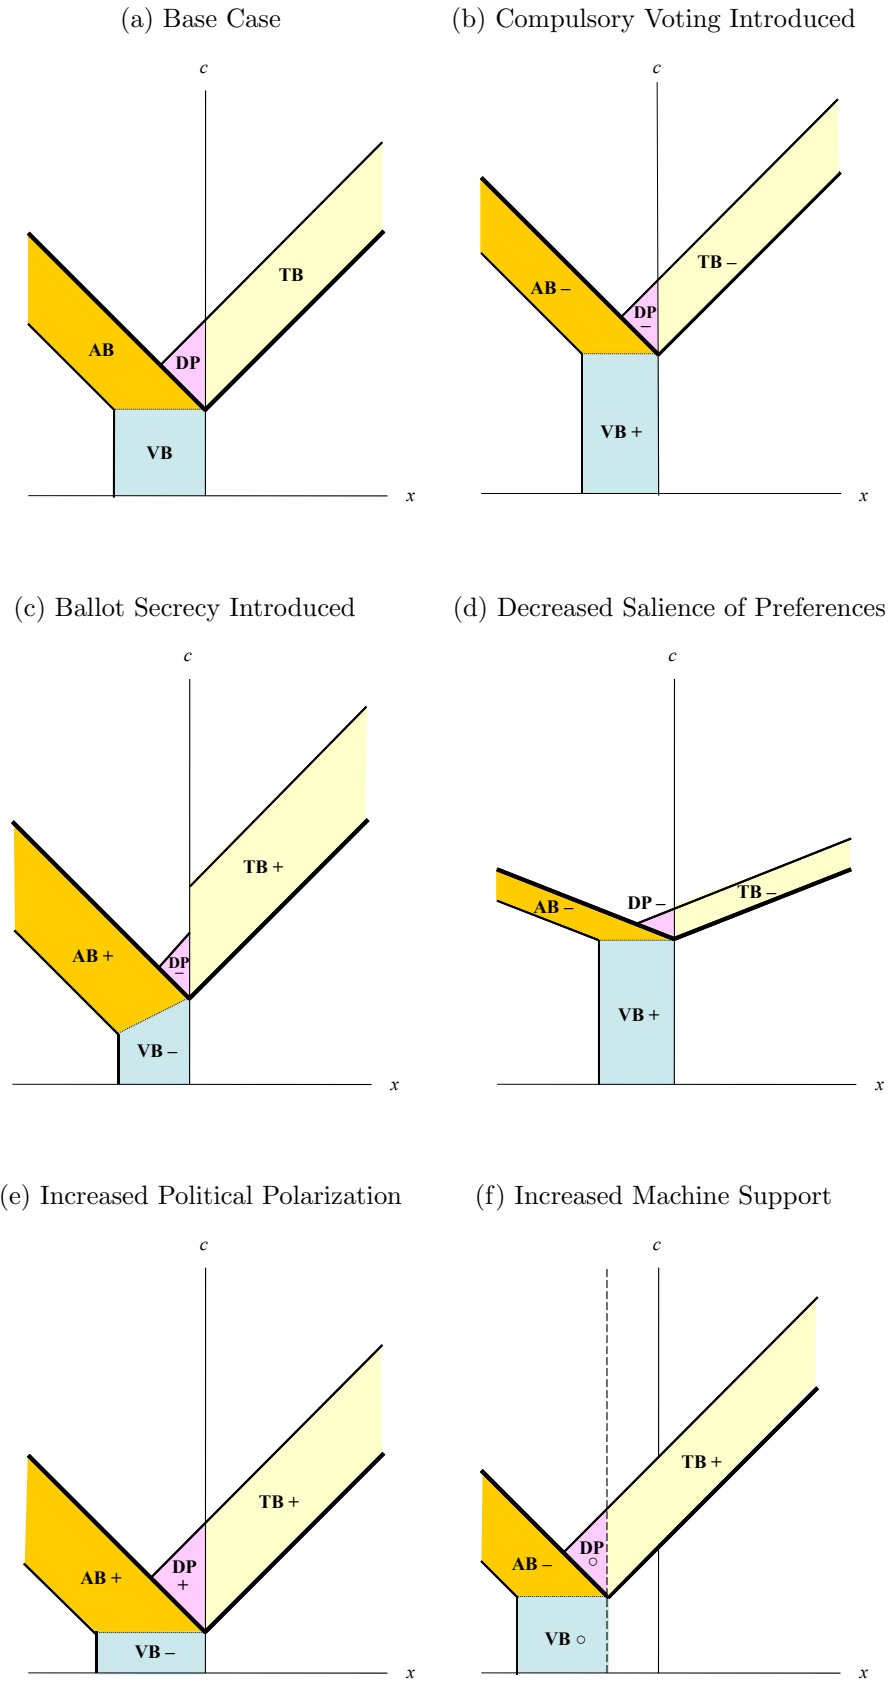 (a) Base Case
(b) Compulsory Voting Introduced
c
c
TB
TB –
AB –
DP
–
AB
DP
VB
VB +
x
x
(c) Ballot Secrecy Introduced
(d) Decreased Salience of Preferences
c
c
TB +
DP –
TB –
AB –
AB +
DP
–
VB +
VB –
x
x
(e) Increased Political Polarization
(f) Increased Machine Support
c
c
TB +
TB +
DP
+
AB +
DP
○
AB –
VB –
VB ○
x
x